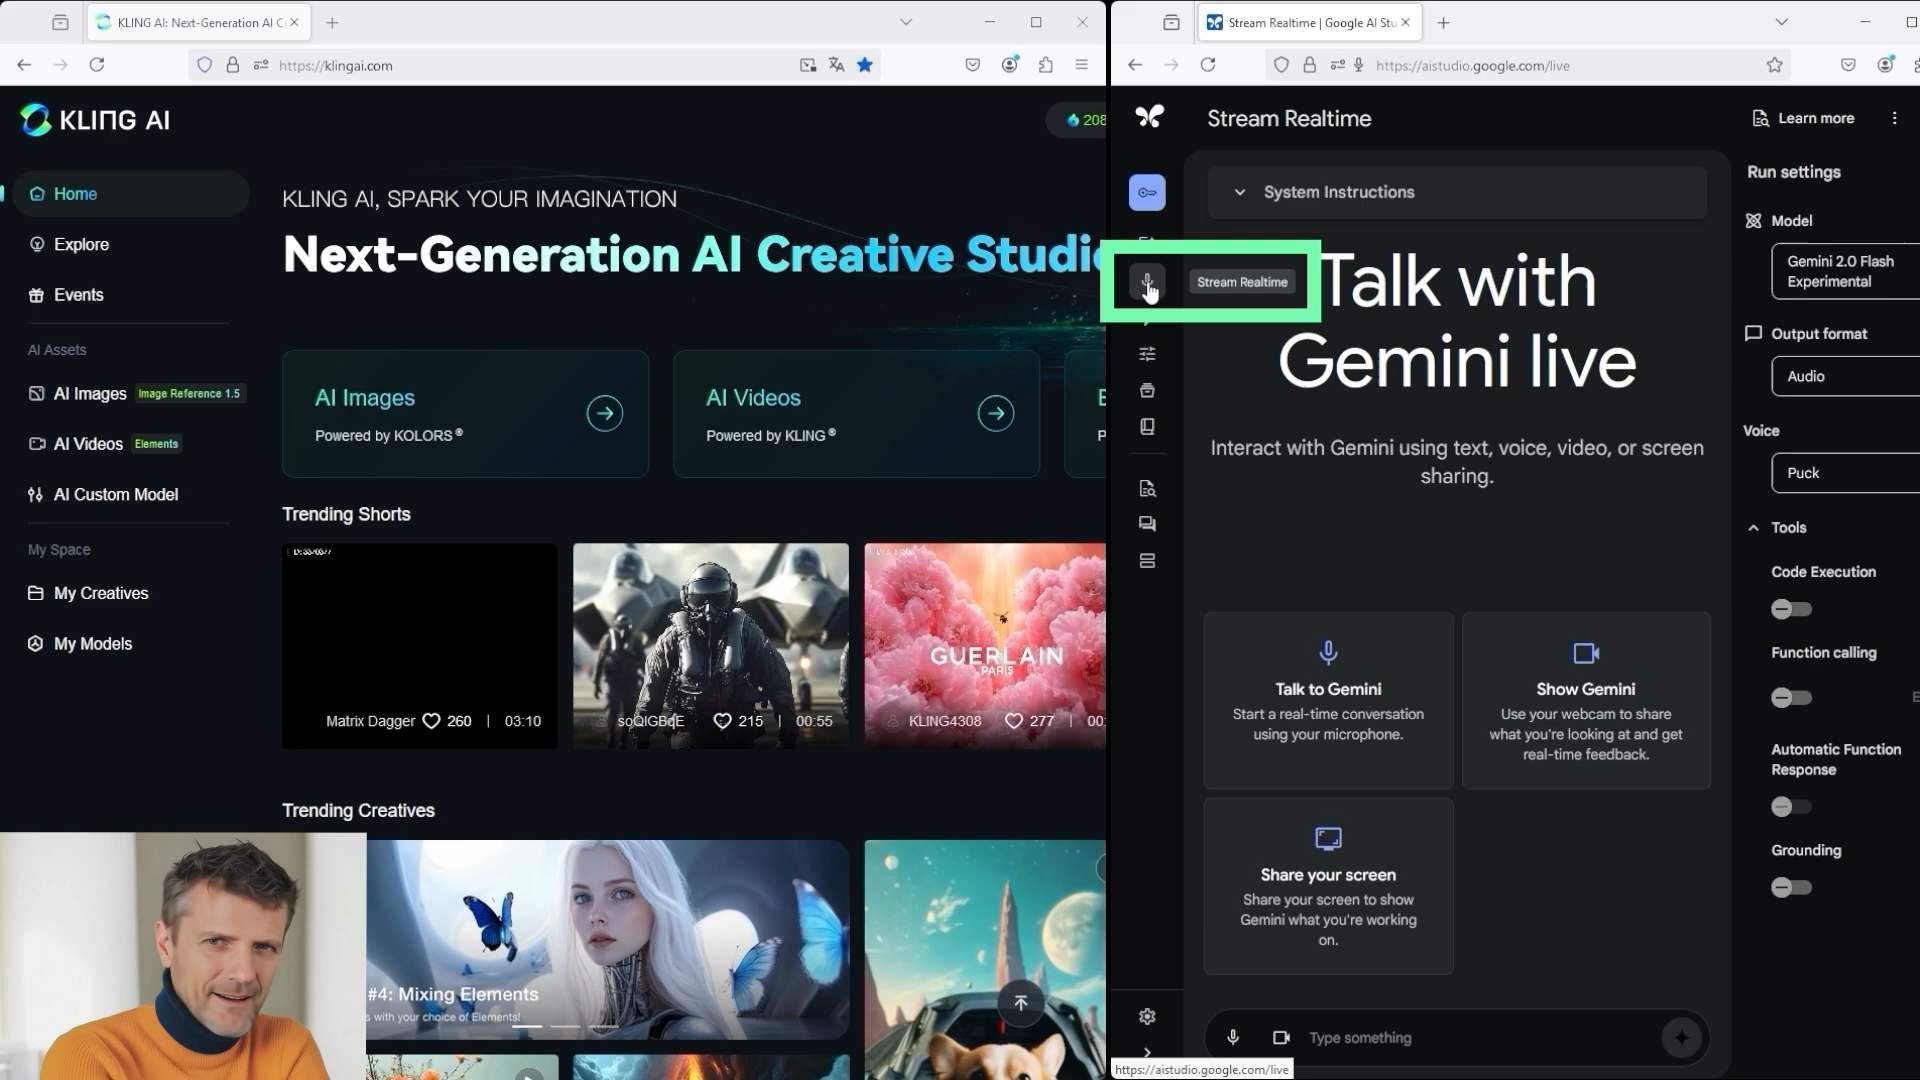 KLING AI: Next-Generation AI C
https://klingai.com
KLING AI
208
Home
Explore
Events
AI Assets
AI Images Image Reference 1.5
AI Videos Elements
AI Custom Model
My Space
My Creatives
My Models
KLING AI, SPARK YOUR IMAGINATION
Next-Generation AI Creative Studio
AI Images
Powered by KOLORS®
AI Videos
Powered by KLING®
E
P
Trending Shorts
Matrix Dagger 260 | 03:10
soQIGBqE 215 | 00:55
GUERLAIN
PARIS
KLING4308 277 | 00:
Trending Creatives
#4: Mixing Elements
s with your choice of Elements!
Stream Realtime | Google AI Stu
https://aistudio.google.com/live
Stream Realtime
Learn more
System Instructions
Stream Realtime
Talk with
Gemini live
Interact with Gemini using text, voice, video, or screen
sharing.
Talk to Gemini
Start a real-time conversation
using your microphone.
Show Gemini
Use your webcam to share
what you're looking at and get
real-time feedback.
Share your screen
Share your screen to show
Gemini what you're working
on.
Type something
https://aistudio.google.com/live
Run settings
Model
Gemini 2.0 Flash
Experimental
Output format
Audio
Voice
Puck
Tools
Code Execution
Function calling
E
Automatic Function
Response
Grounding